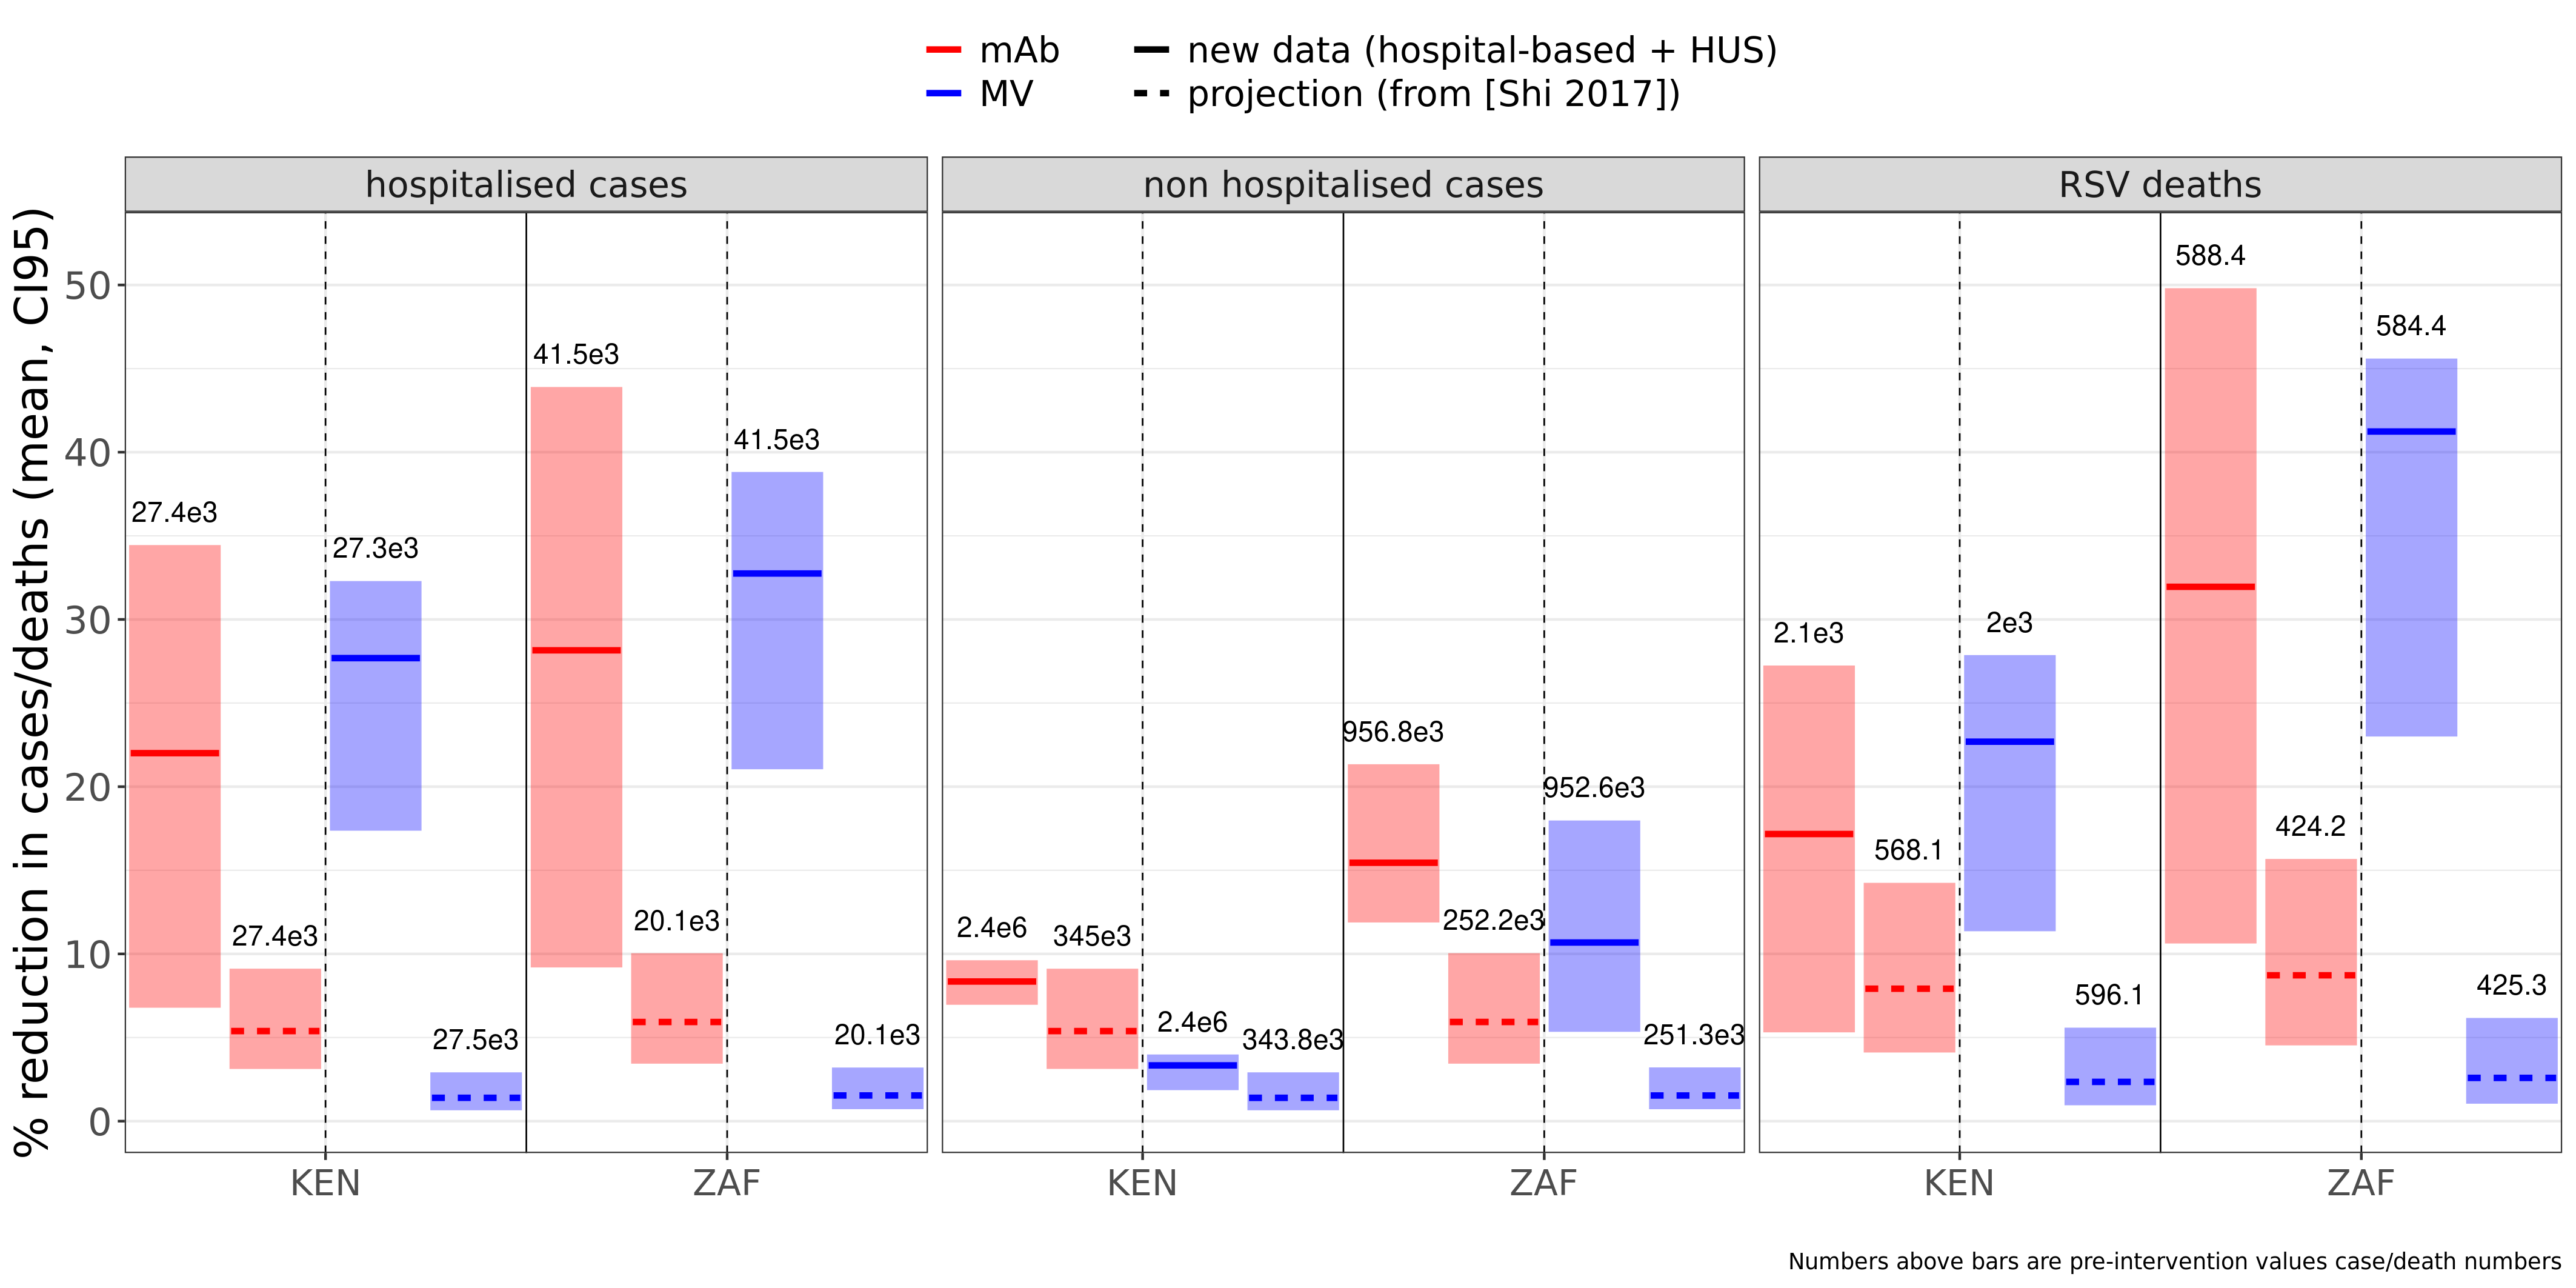 mAb
MV
new data (hospital-based + HUS)
projection (from [Shi 2017])
% reduction in cases/deaths (mean, CI95)
50
40
30
20
10
0
hospitalised cases
27.4e3
27.4e3
27.3e3
27.5e3
41.5e3
20.1e3
41.5e3
20.1e3
KEN
ZAF
non hospitalised cases
2.4e6
345e3
2.4e6
343.8e3
956.8e3
252.2e3
952.6e3
251.3e3
KEN
ZAF
RSV deaths
2.1e3
568.1
2e3
596.1
588.4
424.2
584.4
425.3
KEN
ZAF
Numbers above bars are pre-intervention values case/death numbers